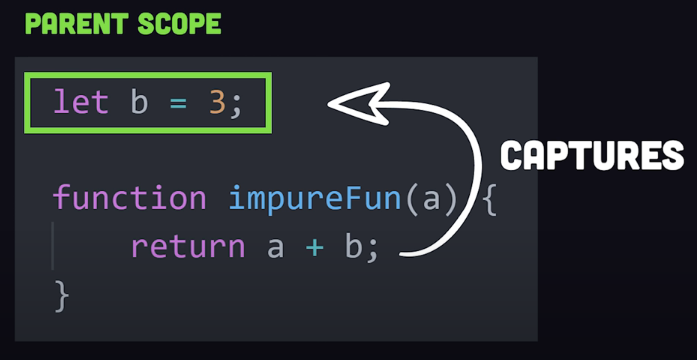 PARENT SCOPE
let b = 3;
CAPTURES
function impureFun(a) {
    return a + b;
}